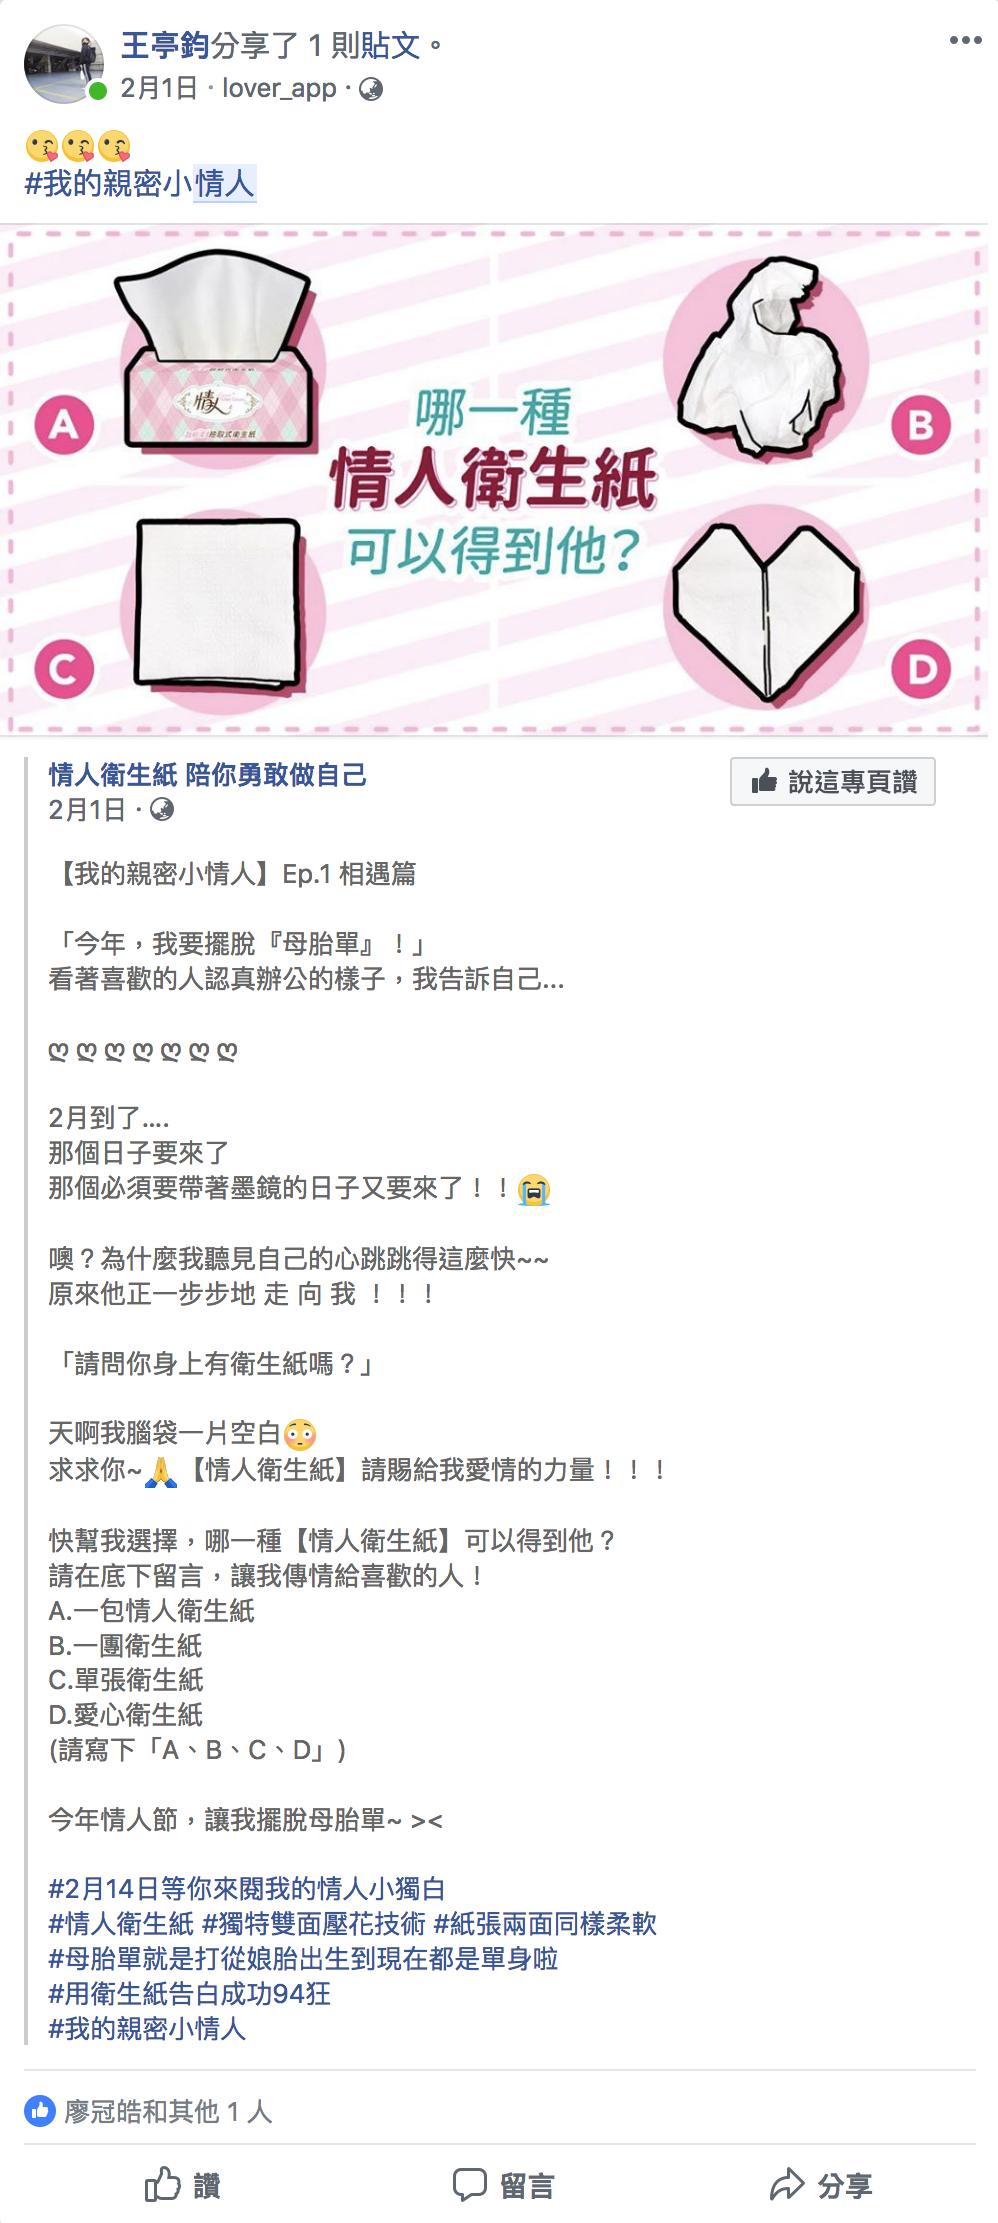 王亭鈞分享了 1 則貼文。
2月1日 · lover_app ·
😘😘😘
#我的親密小情人
A
情人
抽取式衛生紙
B
哪一種
情人衛生紙
可以得到他?
C
D
情人衛生紙 陪你勇敢做自己
2月1日 ·
說這專頁讚
【我的親密小情人】Ep.1 相遇篇
「今年，我要擺脫『母胎單』！」
看著喜歡的人認真辦公的樣子，我告訴自己...
ღ ღ ღ ღ ღ ღ ღ
2月到了....
那個日子要來了
那個必須要帶著墨鏡的日子又要來了！！😭
噢？為什麼我聽見自己的心跳跳得這麼快~~
原來他正一步步地 走 向 我 ！！！
「請問你身上有衛生紙嗎？」
天啊我腦袋一片空白😳
求求你~🙏【情人衛生紙】請賜給我愛情的力量！！！
快幫我選擇，哪一種【情人衛生紙】可以得到他？
請在底下留言，讓我傳情給喜歡的人！
A.一包情人衛生紙
B.一團衛生紙
C.單張衛生紙
D.愛心衛生紙
(請寫下「A、B、C、D」)
今年情人節，讓我擺脫母胎單~ ><
#2月14日等你來閱我的情人小獨白
#情人衛生紙 #獨特雙面壓花技術 #紙張兩面同樣柔軟
#母胎單就是打從娘胎出生到現在都是單身啦
#用衛生紙告白成功94狂
#我的親密小情人
廖冠皓和其他 1 人
讚
留言
分享